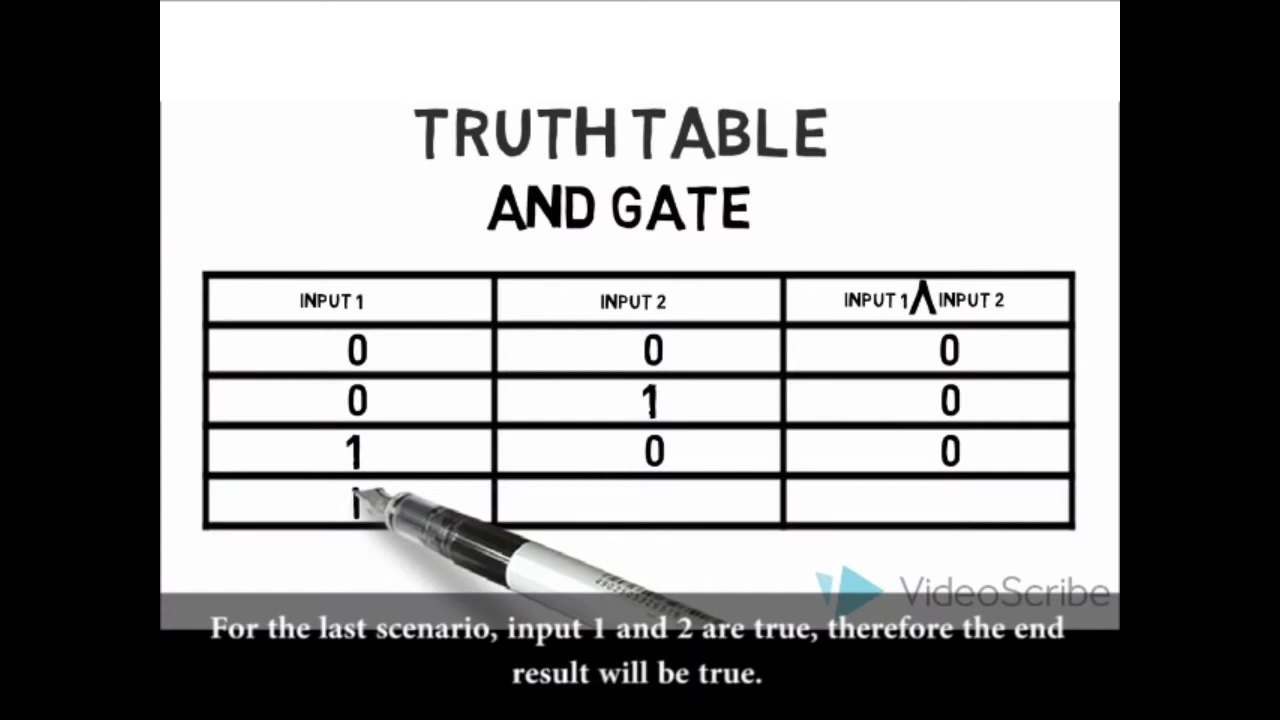 TRUTH TABLE
AND GATE
INPUT 1 INPUT 2 INPUT 1 ∧ INPUT 2
0 0 0
0 1 0
1 0 0
1
VideoScribe
For the last scenario, input 1 and 2 are true, therefore the end
result will be true.